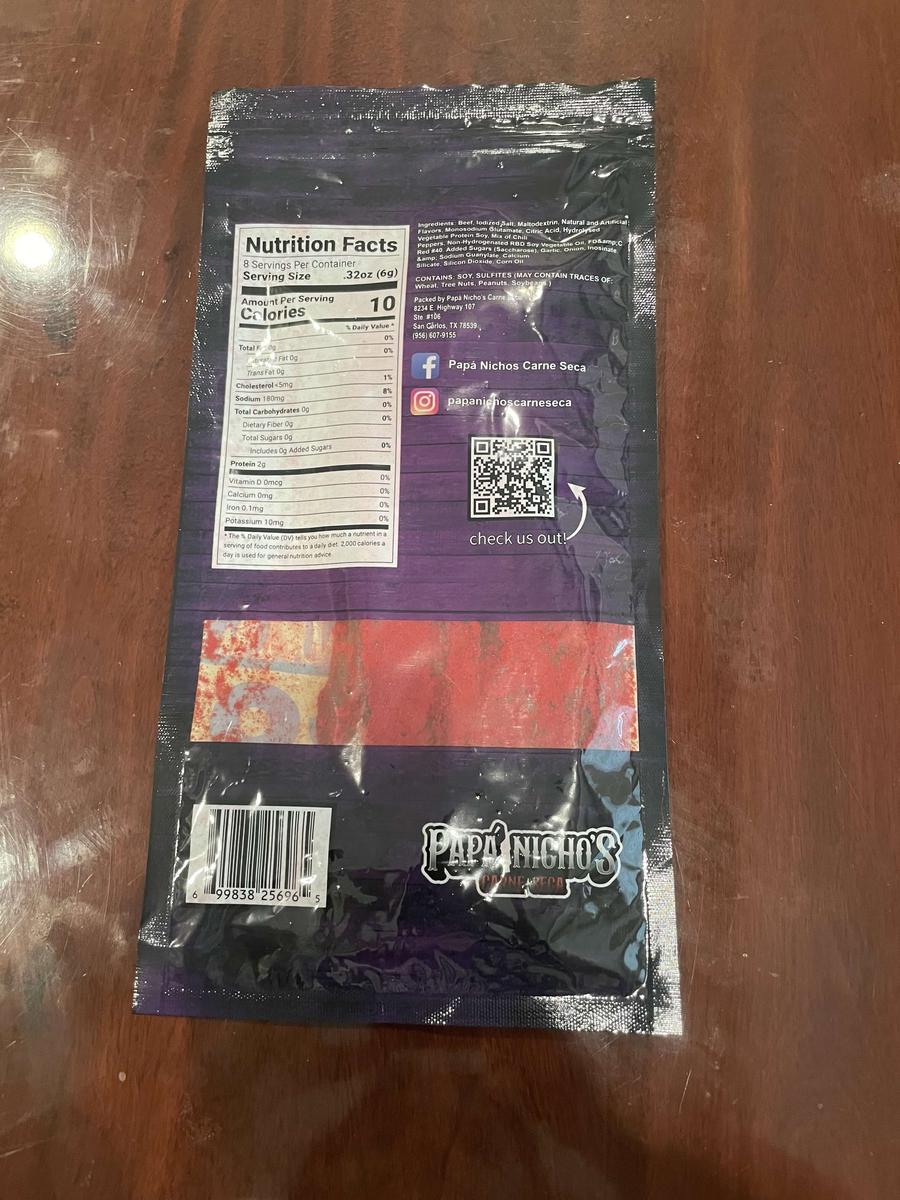 Nutrition Facts
8 Servings Per Container
Serving Size .32oz (6g)
Amount Per Serving
Calories 10
% Daily Value *
Total Fat 0g 0%
Saturated Fat 0g 0%
Trans Fat 0g
Cholesterol <5mg 1%
Sodium 180mg 8%
Total Carbohydrates 0g 0%
Dietary Fiber 0g 0%
Total Sugars 0g
Includes 0g Added Sugars 0%
Protein 2g
Vitamin D 0mcg 0%
Calcium 0mg 0%
Iron 0.1mg 0%
Potassium 10mg 0%
* The % Daily Value (DV) tells you how much a nutrient in a
serving of food contributes to a daily diet. 2,000 calories a
day is used for general nutrition advice.
Ingredients: Beef, Iodized Salt, Maltodextrin, Natural and Artificial
Flavors, Monosodium Glutamate, Citric Acid, Hydrolysed
Vegetable Protein Soy, Mix of Chili
Peppers, Non-Hydrogenated RBD Soy Vegetable Oil, FD&amp;C
Red #40, Added Sugars (Saccharose), Garlic, Onion, Inosinate
&amp; Sodium Guanylate, Calcium
Silicate, Silicon Dioxide, Corn Oil
CONTAINS: SOY, SULFITES (MAY CONTAIN TRACES OF:
Wheat, Tree Nuts, Peanuts, Soybeans )
Packed by Papá Nicho's Carne Seca
8234 E. Highway 107
Ste #106
San Carlos, TX 78539
(956) 607-9155
Papá Nichos Carne Seca
papanichoscarneseca
check us out!
6 99838 25696 5
PAPÁ NICHO'S
CARNE SECA